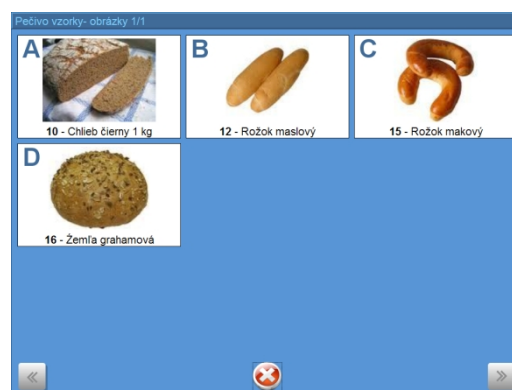 Pečivo vzorky- obrázky 1/1
A
10 - Chlieb čierny 1 kg
B
12 - Rožok maslový
C
15 - Rožok makový
D
16 - Žemľa grahamová